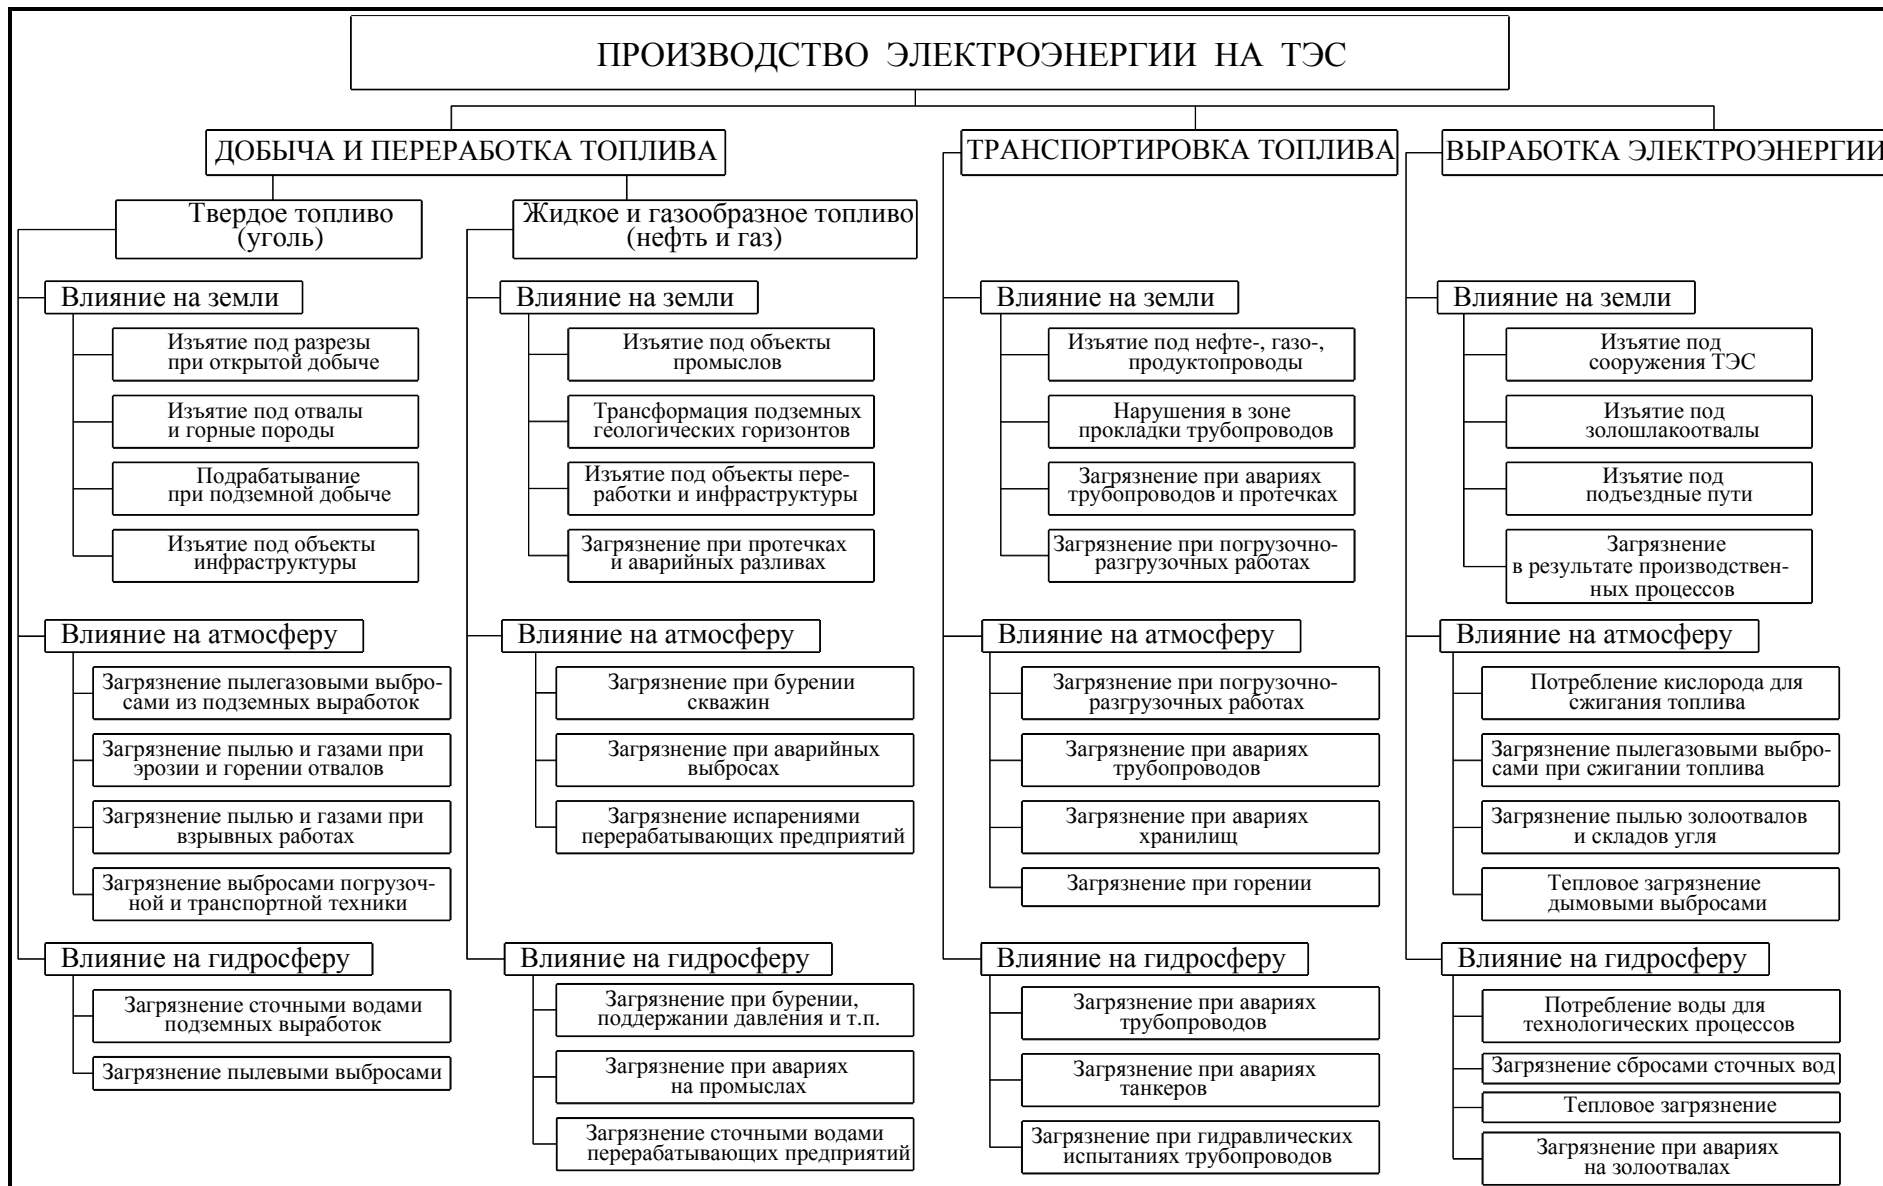 ПРОИЗВОДСТВО ЭЛЕКТРОЭНЕРГИИ НА ТЭС
ДОБЫЧА И ПЕРЕРАБОТКА ТОПЛИВА
Твердое топливо
(уголь)
Влияние на земли
Изъятие под разрезы
при открытой добыче
Изъятие под отвалы
и горные породы
Подрабатывание
при подземной добыче
Изъятие под объекты
инфраструктуры
Влияние на атмосферу
Загрязнение пылегазовыми выбро-
сами из подземных выработок
Загрязнение пылью и газами при
эрозии и горении отвалов
Загрязнение пылью и газами при
взрывных работах
Загрязнение выбросами погрузоч-
ной и транспортной техники
Влияние на гидросферу
Загрязнение сточными водами
подземных выработок
Загрязнение пылевыми выбросами
Жидкое и газообразное топливо
(нефть и газ)
Влияние на земли
Изъятие под объекты
промыслов
Трансформация подземных
геологических горизонтов
Изъятие под объекты пере-
работки и инфраструктуры
Загрязнение при протечках
и аварийных разливах
Влияние на атмосферу
Загрязнение при бурении
скважин
Загрязнение при аварийных
выбросах
Загрязнение испарениями
перерабатывающих предприятий
Влияние на гидросферу
Загрязнение при бурении,
поддержании давления и т.п.
Загрязнение при авариях
на промыслах
Загрязнение сточными водами
перерабатывающих предприятий
ТРАНСПОРТИРОВКА ТОПЛИВА
Влияние на земли
Изъятие под нефте-, газо-,
продуктопроводы
Нарушения в зоне
прокладки трубопроводов
Загрязнение при авариях
трубопроводов и протечках
Загрязнение при погрузочно-
разгрузочных работах
Влияние на атмосферу
Загрязнение при погрузочно-
разгрузочных работах
Загрязнение при авариях
трубопроводов
Загрязнение при авариях
хранилищ
Загрязнение при горении
Влияние на гидросферу
Загрязнение при авариях
трубопроводов
Загрязнение при авариях
танкеров
Загрязнение при гидравлических
испытаниях трубопроводов
ВЫРАБОТКА ЭЛЕКТРОЭНЕРГИИ
Влияние на земли
Изъятие под
сооружения ТЭС
Изъятие под
золошлакоотвалы
Изъятие под
подъездные пути
Загрязнение
в результате производствен-
ных процессов
Влияние на атмосферу
Потребление кислорода для
сжигания топлива
Загрязнение пылегазовыми выбро-
сами при сжигании топлива
Загрязнение пылью золоотвалов
и складов угля
Тепловое загрязнение
дымовыми выбросами
Влияние на гидросферу
Потребление воды для
технологических процессов
Загрязнение сбросами сточных вод
Тепловое загрязнение
Загрязнение при авариях
на золоотвалах